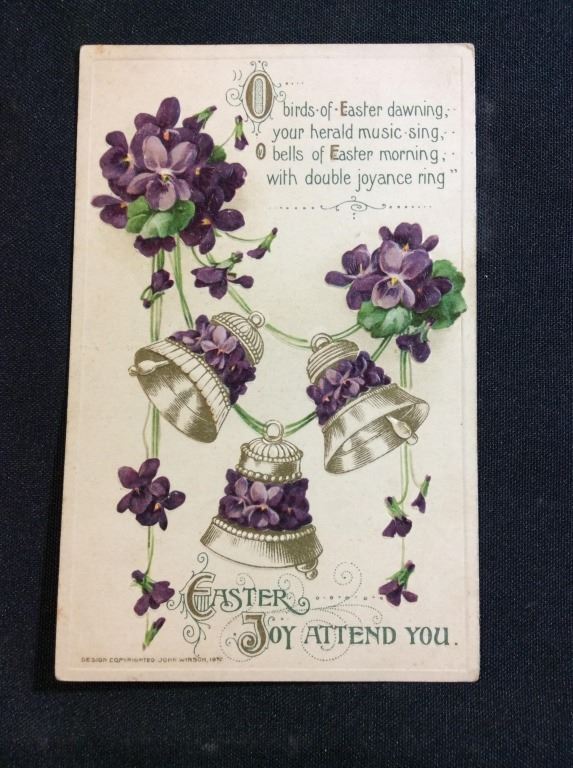 "O birds of Easter dawning,
your herald music sing,
O bells of Easter morning,
with double joyance ring"
EASTER
JOY ATTEND YOU.
DESIGN COPYRIGHTED JOHN WINSCH,